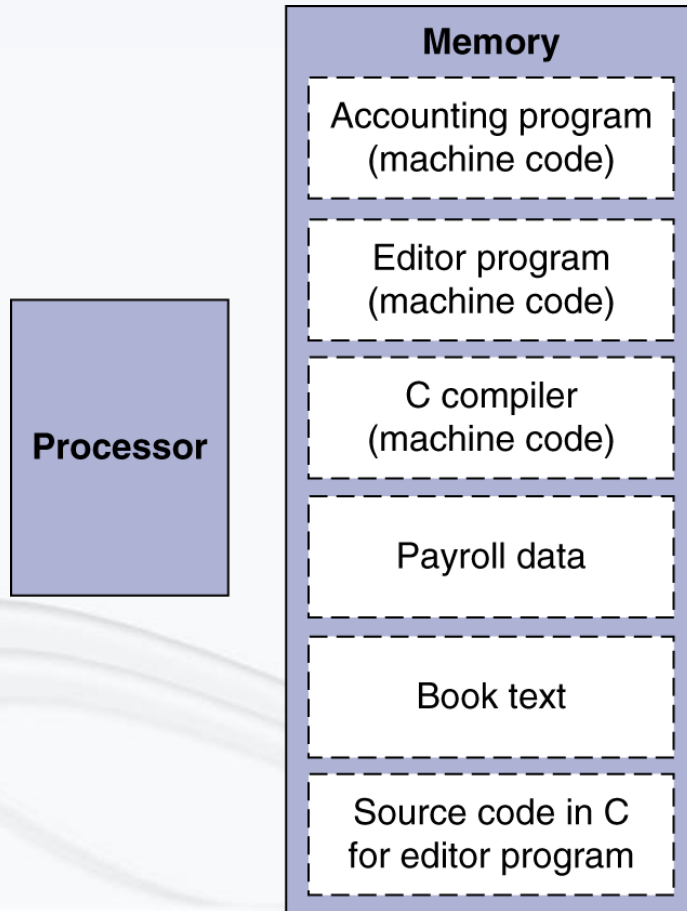 Memory
Accounting program
(machine code)
Editor program
(machine code)
C compiler
(machine code)
Processor
Payroll data
Book text
Source code in C
for editor program